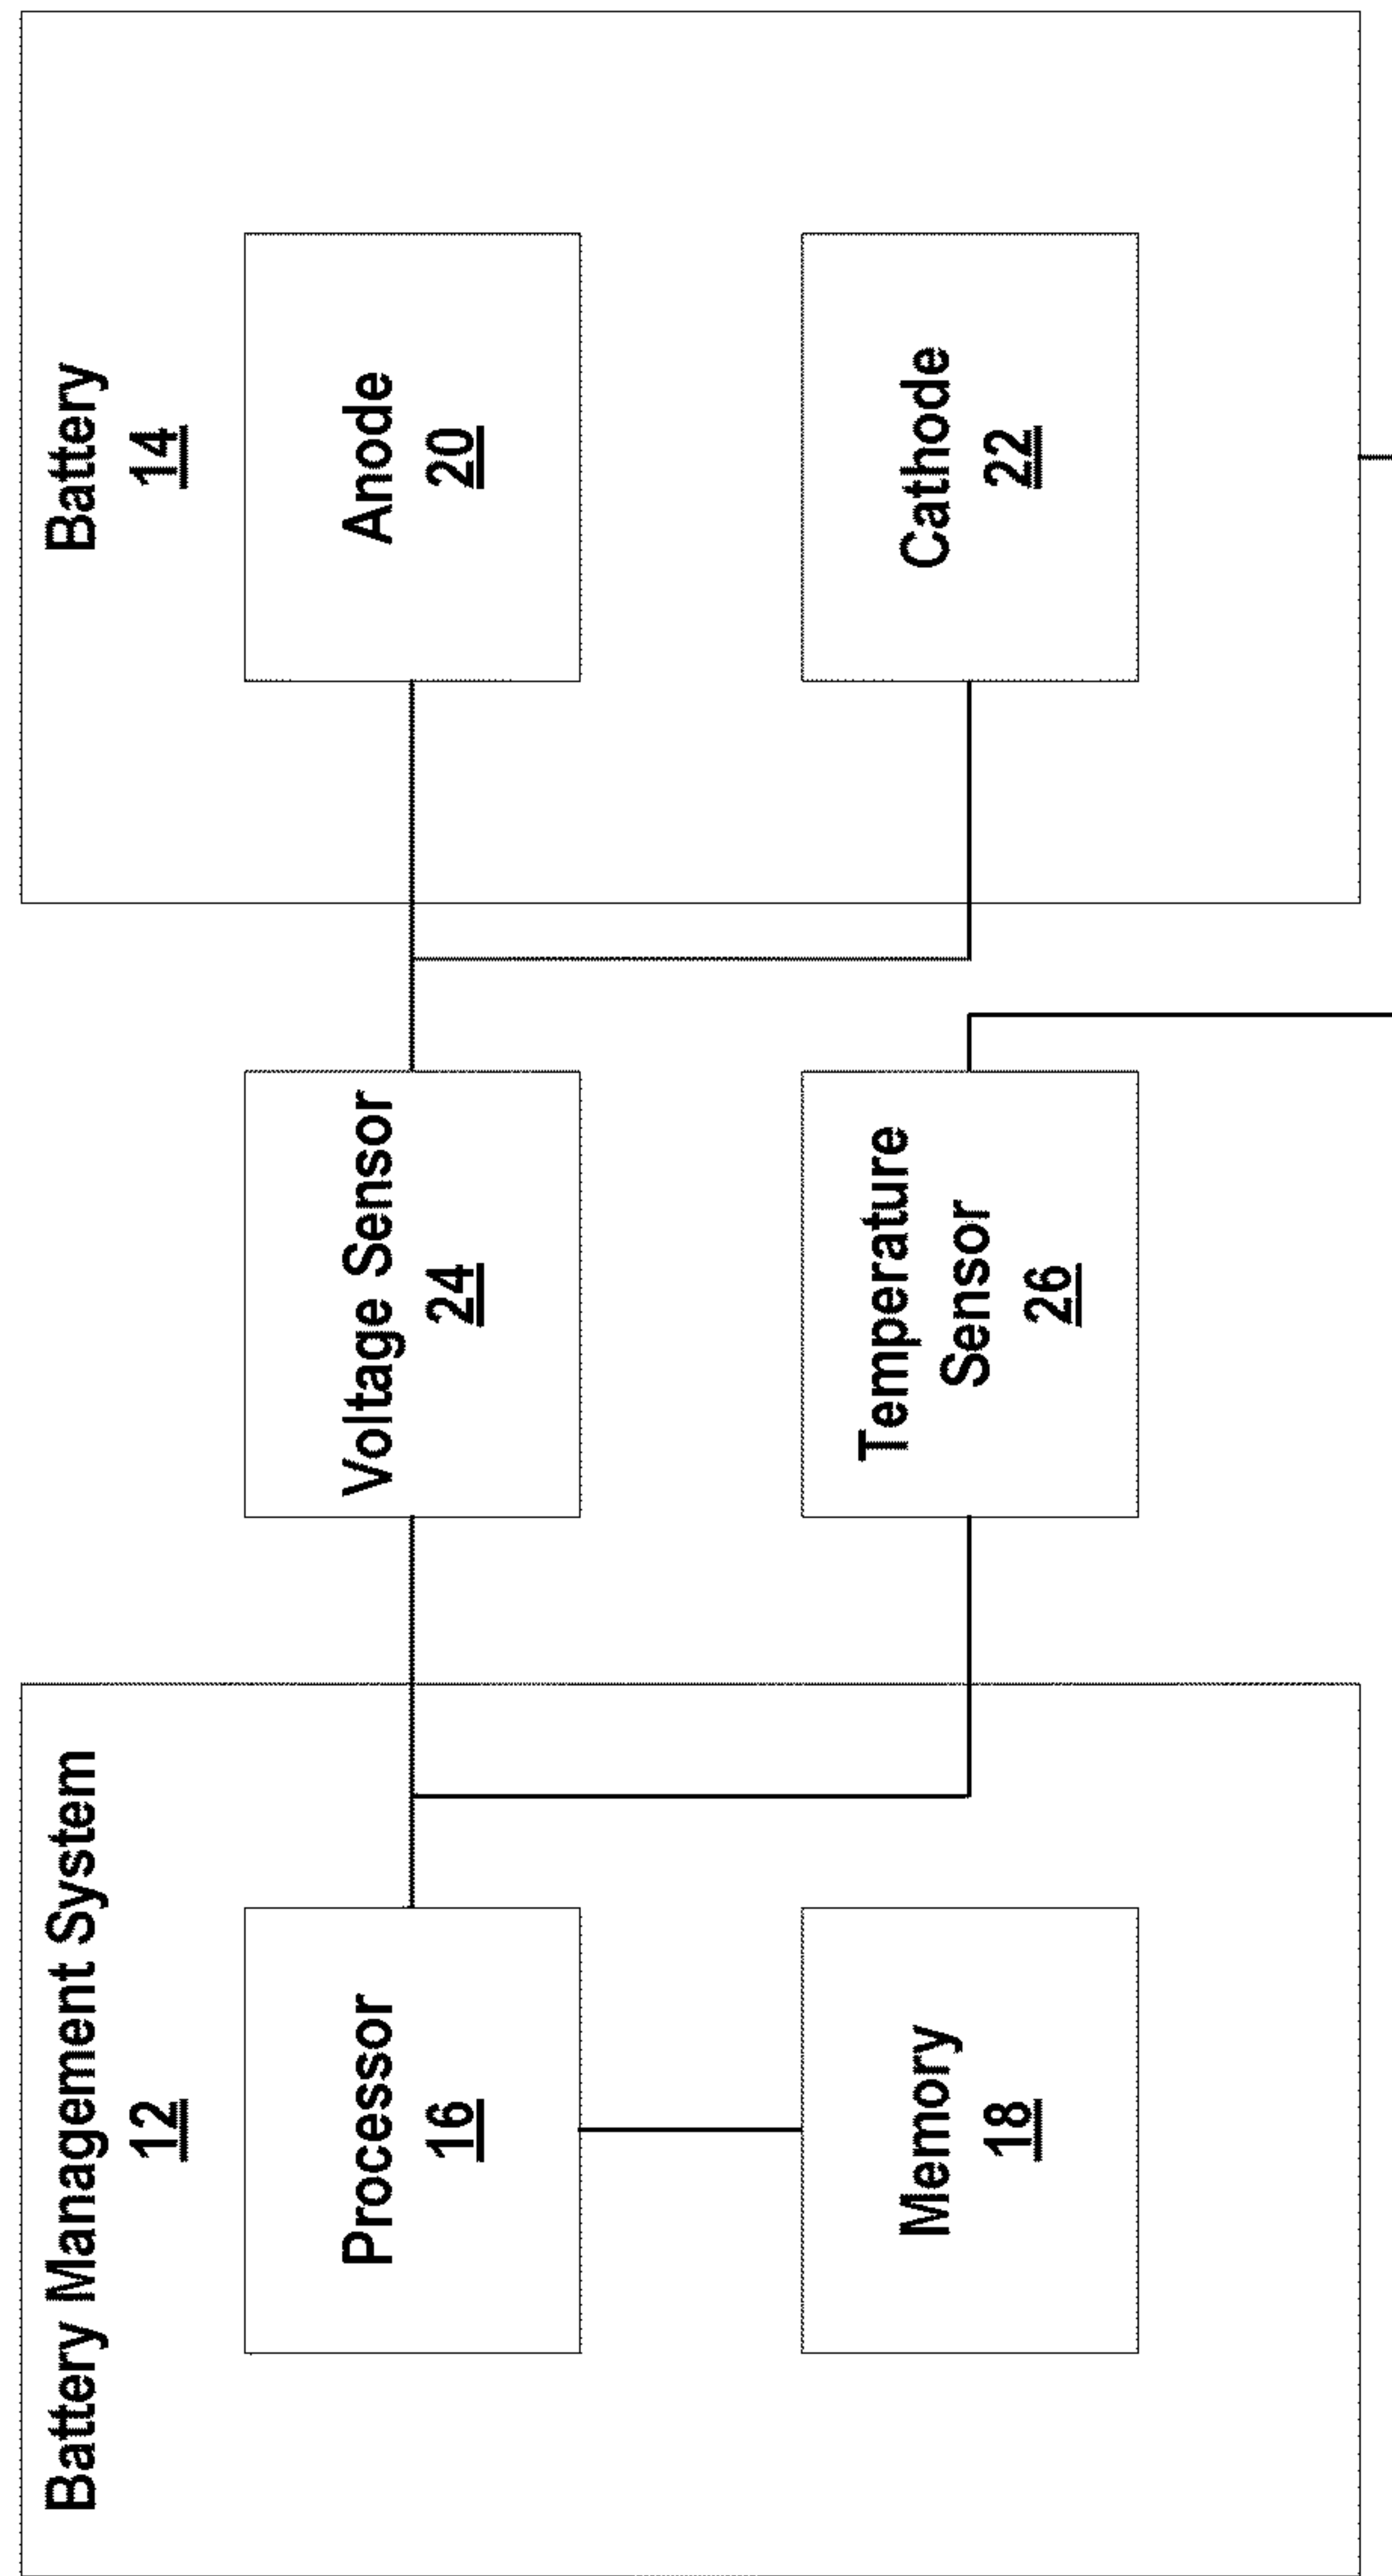 Battery Management System
12
Processor
16
Memory
18
Voltage Sensor
24
Temperature
Sensor
26
Battery
14
Anode
20
Cathode
22